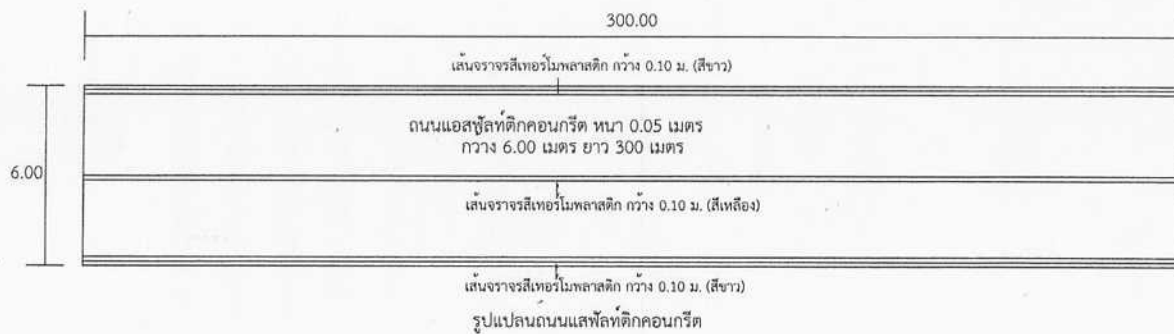 300.00
เส้นจราจรสีเทอร์โมพลาสติก กว้าง 0.10 ม. (สีขาว)
ถนนแอสฟัลท์ติกคอนกรีต หนา 0.05 เมตร
กวาง 6.00 เมตร ยาว 300 เมตร
6.00
เส้นจราจรสีเทอร์โมพลาสติก กว้าง 0.10 ม. (สีเหลือง)
เส้นจราจรสีเทอร์โมพลาสติก กว้าง 0.10 ม. (สีขาว)
รูปแปลนถนนแสฟัลท์ติกคอนกรีต